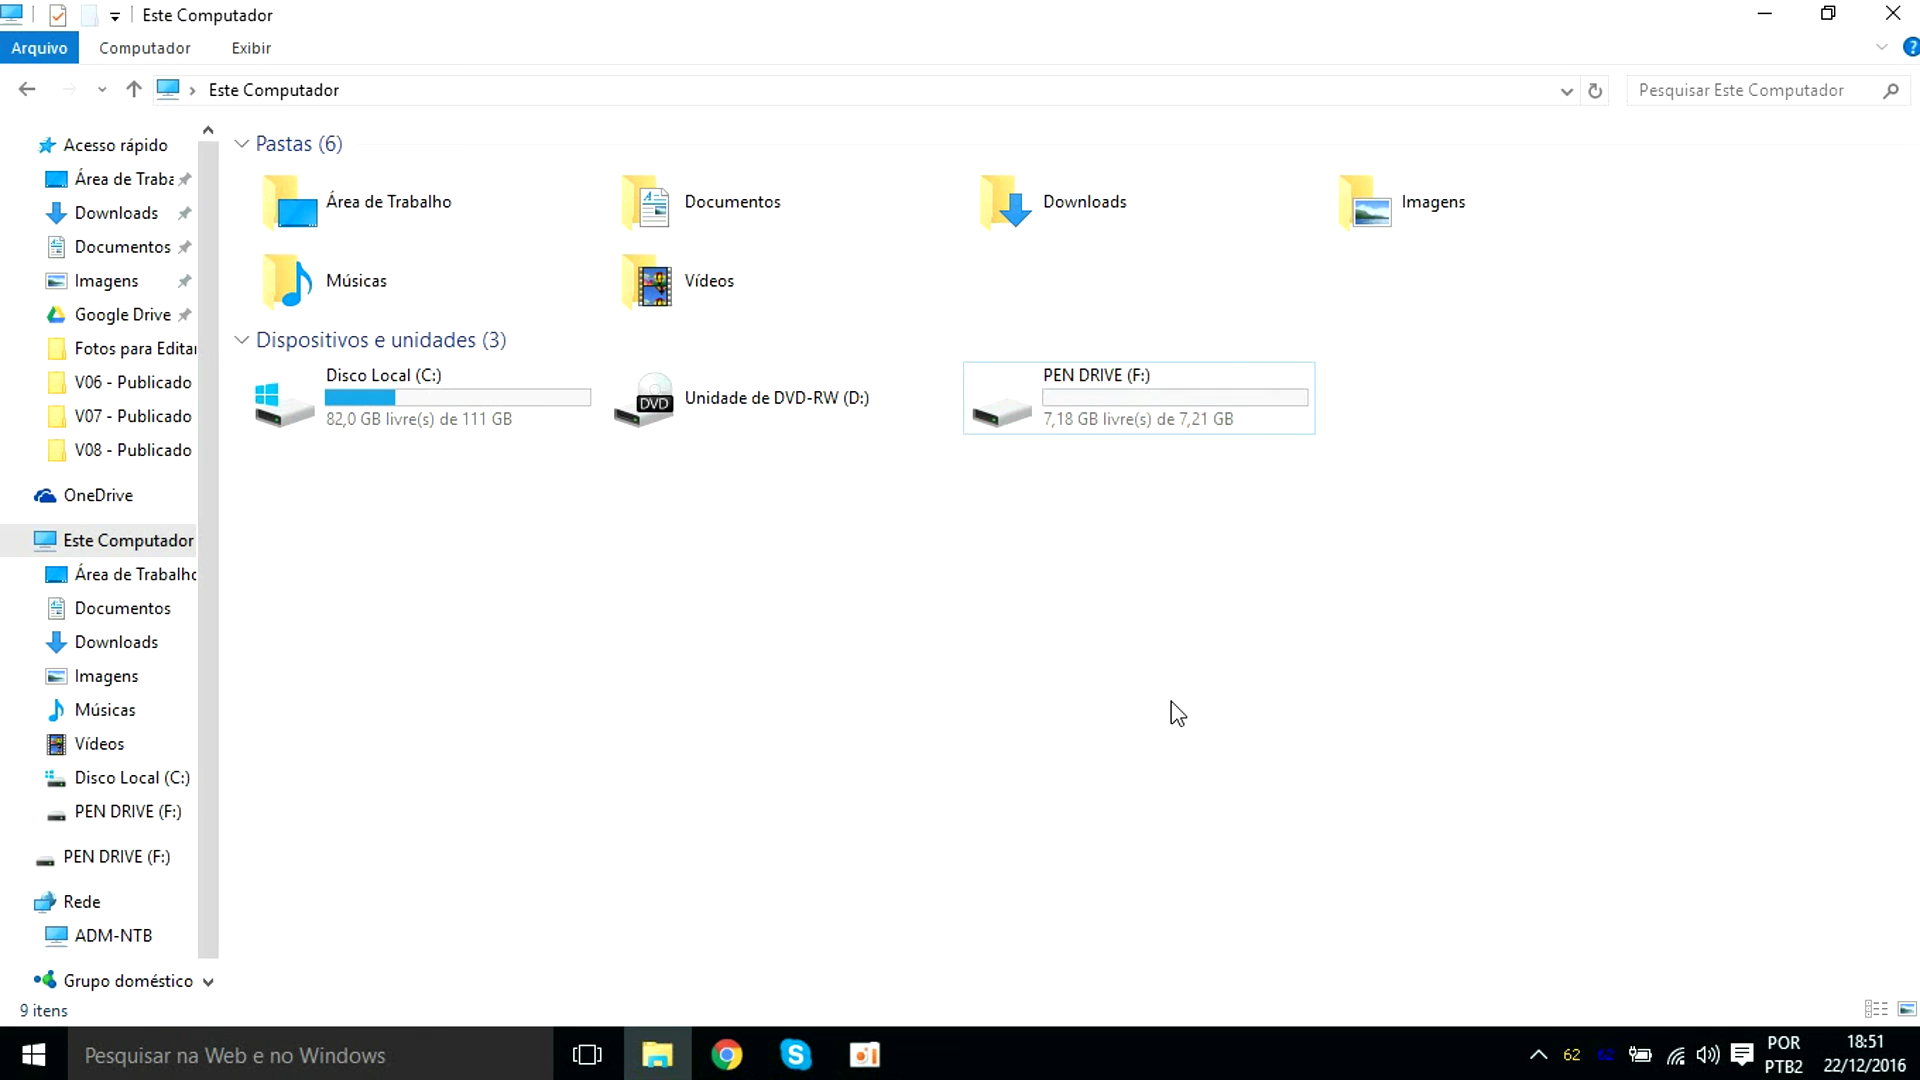 Este Computador
Arquivo Computador Exibir
?
Este Computador
Pesquisar Este Computador
Acesso rápido
Área de Traba
Downloads
Documentos
Imagens
Google Drive
Fotos para Editar
V06 - Publicado
V07 - Publicado
V08 - Publicado
OneDrive
Este Computador
Área de Trabalho
Documentos
Downloads
Imagens
Músicas
Vídeos
Disco Local (C:)
PEN DRIVE (F:)
PEN DRIVE (F:)
Rede
ADM-NTB
Grupo doméstico
Pastas (6)
Área de Trabalho
Documentos
Downloads
Imagens
Músicas
Vídeos
Dispositivos e unidades (3)
Disco Local (C:)
82,0 GB livre(s) de 111 GB
DVD
Unidade de DVD-RW (D:)
PEN DRIVE (F:)
7,18 GB livre(s) de 7,21 GB
9 itens
Pesquisar na Web e no Windows
62 62
POR
PTB2
18:51
22/12/2016